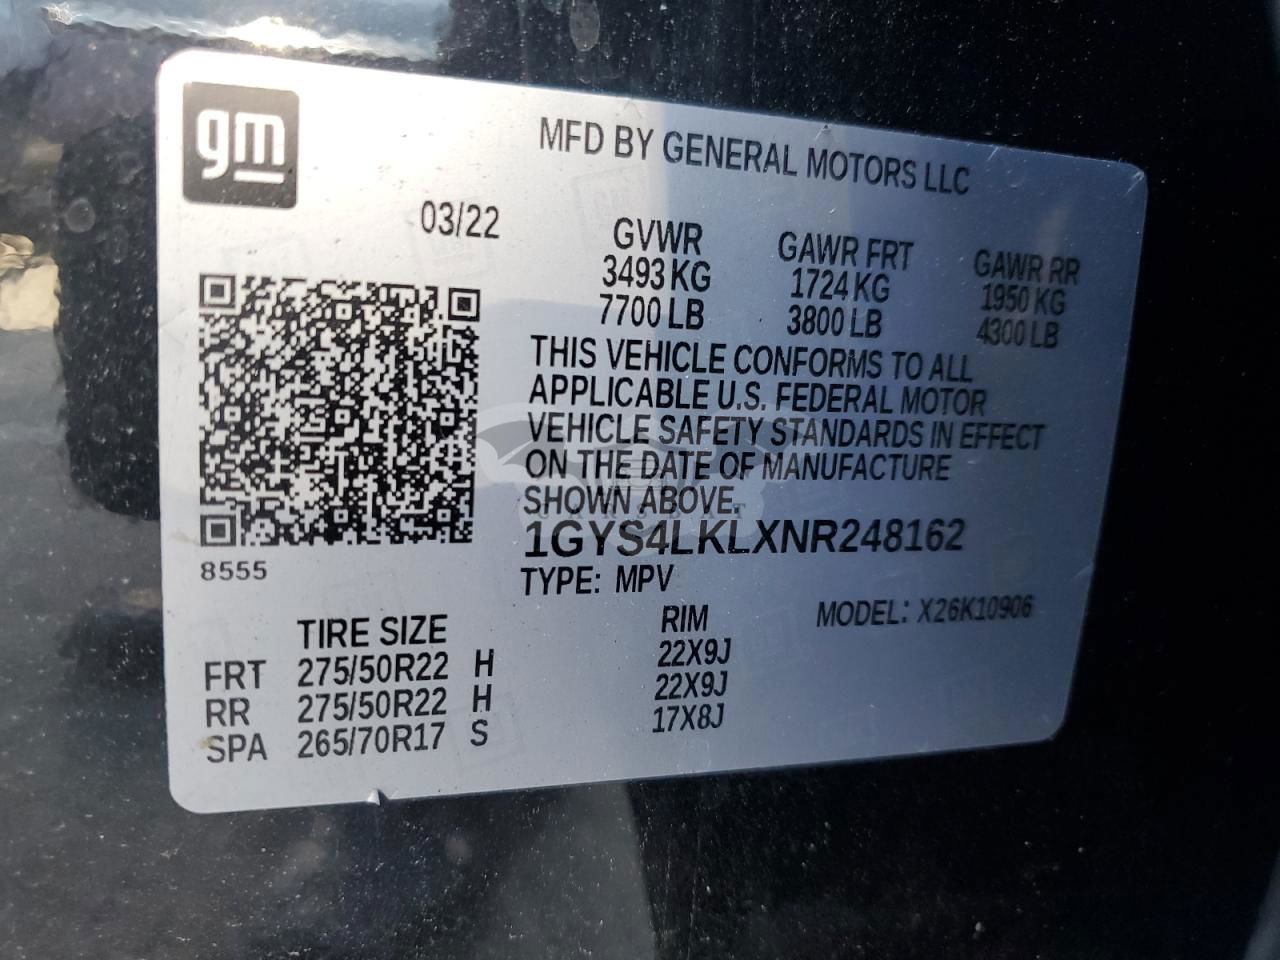 gm
MFD BY GENERAL MOTORS LLC
03/22
GVWR GAWR FRT GAWR RR
3493 KG 1724 KG 1950 KG
7700 LB 3800 LB 4300 LB
THIS VEHICLE CONFORMS TO ALL
APPLICABLE U.S. FEDERAL MOTOR
VEHICLE SAFETY STANDARDS IN EFFECT
ON THE DATE OF MANUFACTURE
SHOWN ABOVE.
1GYS4LKLXNR248162
8555
TYPE: MPV
MODEL: X26K10906
TIRE SIZE RIM
FRT 275/50R22 H 22X9J
RR 275/50R22 H 22X9J
SPA 265/70R17 S 17X8J